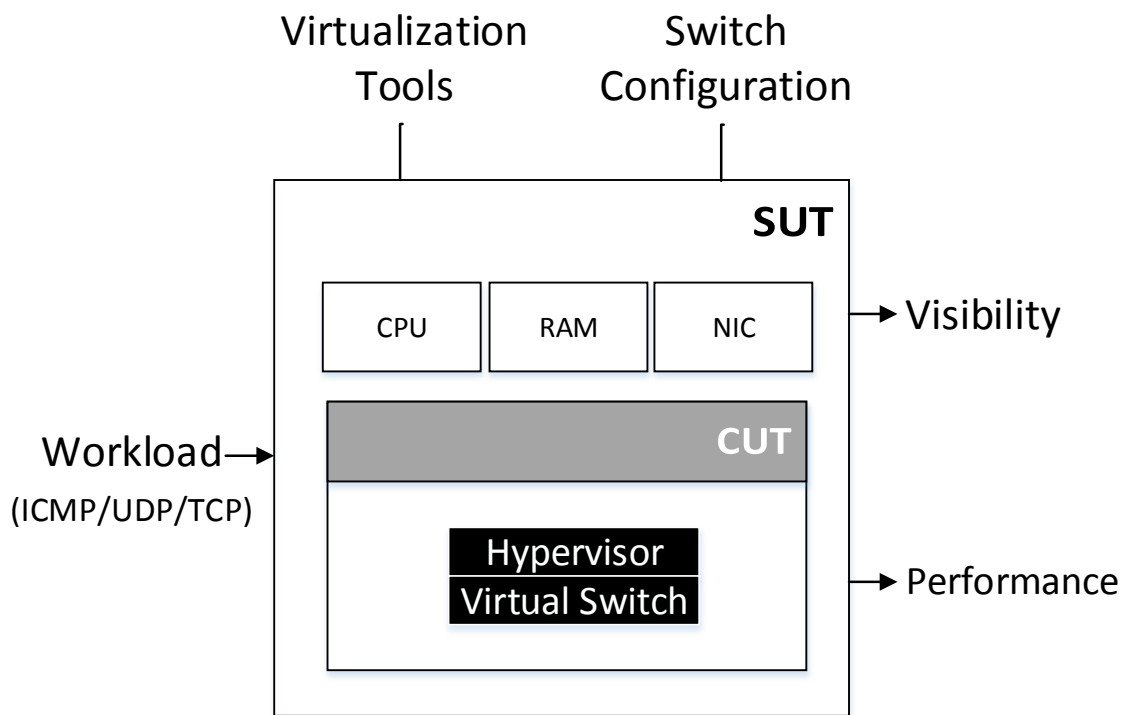 Virtualization
Tools
Switch
Configuration
SUT
CPU
RAM
NIC
Visibility
CUT
Workload
(ICMP/UDP/TCP)
Hypervisor
Virtual Switch
Performance